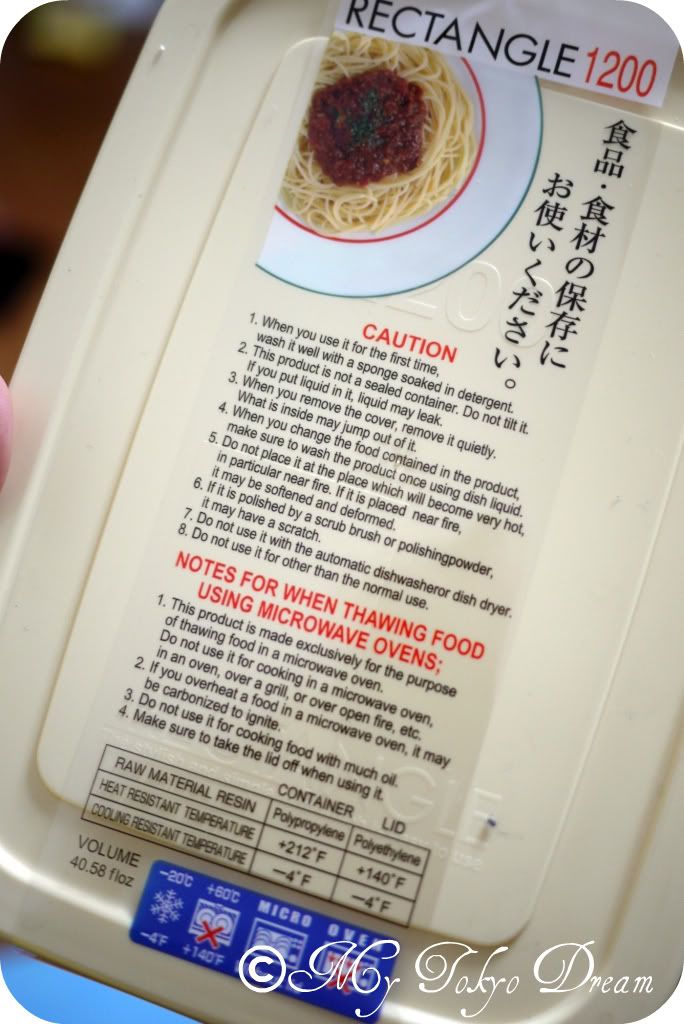 RECTANGLE 1200
食品・食材の保存に
お使いください。
CAUTION
1. When you use it for the first time,
wash it well with a sponge soaked in detergent.
2. This product is not a sealed container. Do not tilt it.
If you put liquid in it, liquid may leak.
3. When you remove the cover, remove it quietly.
What is inside may jump out of it.
4. When you change the food contained in the product,
make sure to wash the product once using dish liquid.
5. Do not place it at the place which will become very hot,
in particular near fire. If it is placed near fire,
it may be softened and deformed.
6. If it is polished by a scrub brush or polishingpowder,
it may have a scratch.
7. Do not use it with the automatic dishwasheror dish dryer.
8. Do not use it for other than the normal use.
NOTES FOR WHEN THAWING FOOD
USING MICROWAVE OVENS;
1. This product is made exclusively for the purpose
of thawing food in a microwave oven.
Do not use it for cooking in a microwave oven,
in an oven, over a grill, or over open fire, etc.
2. If you overheat a food in a microwave oven, it may
be carbonized to ignite.
3. Do not use it for cooking food with much oil.
4. Make sure to take the lid off when using it.
CONTAINER LID
RAW MATERIAL RESIN Polypropylene Polyethylene
HEAT RESISTANT TEMPERATURE +212°F +140°F
COOLING RESISTANT TEMPERATURE −4°F −4°F
VOLUME
40.58 floz
−20℃ +60℃ MICRO OVEN
−4°F +140°F
©My Tokyo Dream